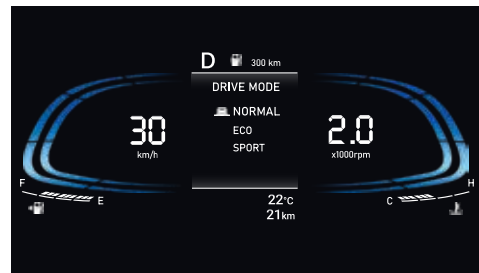 D 300 km
DRIVE MODE
NORMAL
ECO
SPORT
30
km/h
2.0
x1000rpm
F
E
C
H
22°C
21km